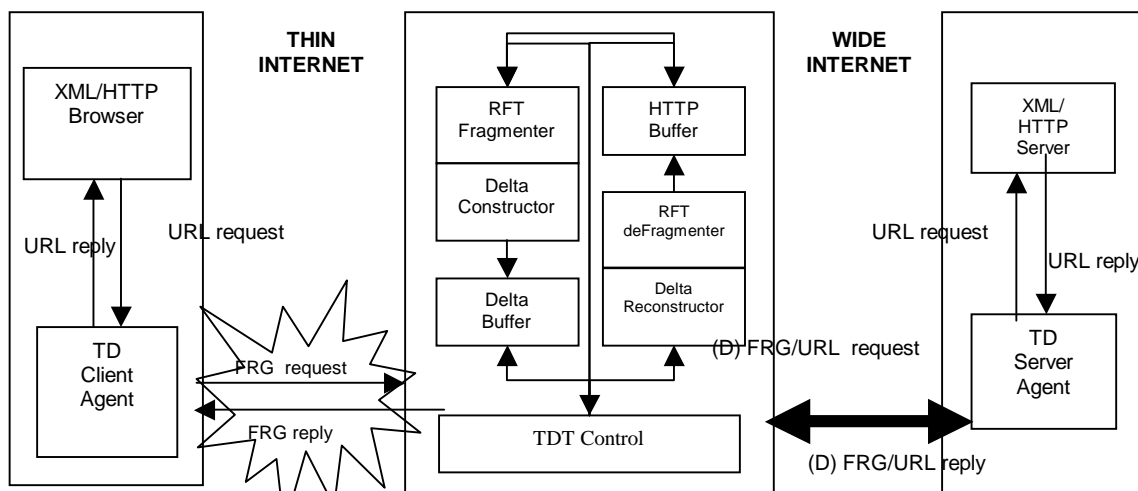 THIN
INTERNET
WIDE
INTERNET
XML/HTTP
Browser
URL reply
URL request
TD
Client
Agent
FRG request
FRG reply
RFT
Fragmenter
Delta
Constructor
Delta
Buffer
HTTP
Buffer
RFT
deFragmenter
Delta
Reconstructor
TDT Control
(D) FRG/URL request
(D) FRG/URL reply
XML/
HTTP
Server
URL request
URL reply
TD
Server
Agent